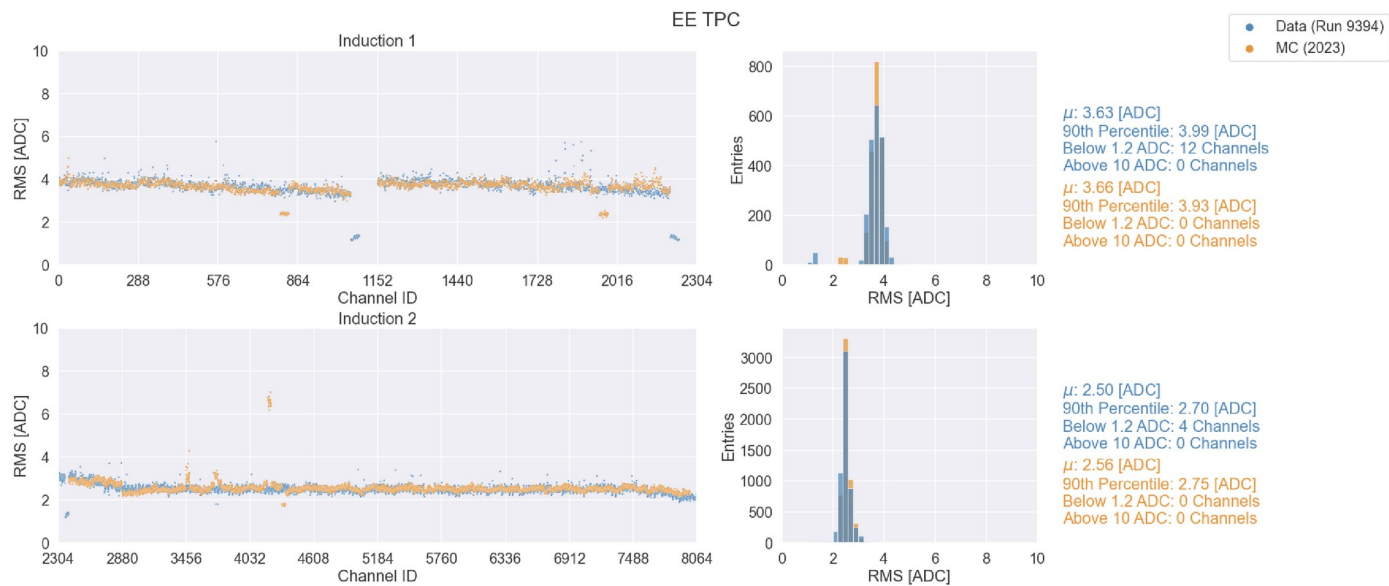 EE TPC
Data (Run 9394)
MC (2023)
Induction 1
10
8
6
4
2
0
RMS [ADC]
0 288 576 864 1152 1440 1728 2016 2304
Channel ID
800
600
400
200
0
Entries
0 2 4 6 8 10
RMS [ADC]
μ: 3.63 [ADC]
90th Percentile: 3.99 [ADC]
Below 1.2 ADC: 12 Channels
Above 10 ADC: 0 Channels
μ: 3.66 [ADC]
90th Percentile: 3.93 [ADC]
Below 1.2 ADC: 0 Channels
Above 10 ADC: 0 Channels
Induction 2
10
8
6
4
2
0
RMS [ADC]
2304 2880 3456 4032 4608 5184 5760 6336 6912 7488 8064
Channel ID
3000
2500
2000
1500
1000
500
0
Entries
0 2 4 6 8 10
RMS [ADC]
μ: 2.50 [ADC]
90th Percentile: 2.70 [ADC]
Below 1.2 ADC: 4 Channels
Above 10 ADC: 0 Channels
μ: 2.56 [ADC]
90th Percentile: 2.75 [ADC]
Below 1.2 ADC: 0 Channels
Above 10 ADC: 0 Channels